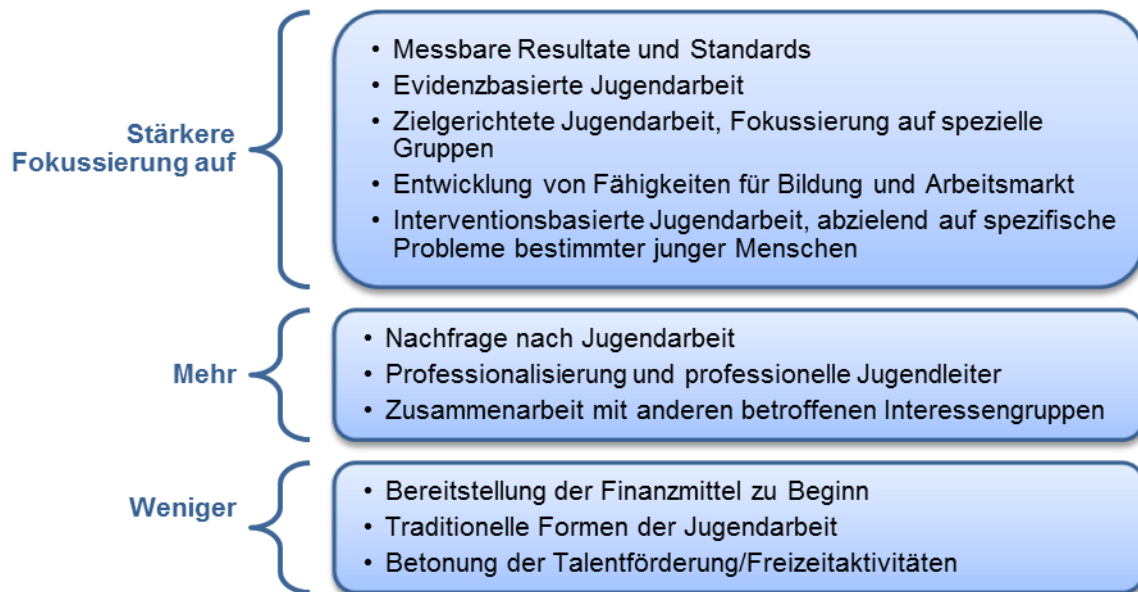 Stärkere
Fokussierung auf
• Messbare Resultate und Standards
• Evidenzbasierte Jugendarbeit
• Zielgerichtete Jugendarbeit, Fokussierung auf spezielle
Gruppen
• Entwicklung von Fähigkeiten für Bildung und Arbeitsmarkt
• Interventionsbasierte Jugendarbeit, abzielend auf spezifische
Probleme bestimmter junger Menschen
Mehr
• Nachfrage nach Jugendarbeit
• Professionalisierung und professionelle Jugendleiter
• Zusammenarbeit mit anderen betroffenen Interessengruppen
Weniger
• Bereitstellung der Finanzmittel zu Beginn
• Traditionelle Formen der Jugendarbeit
• Betonung der Talentförderung/Freizeitaktivitäten